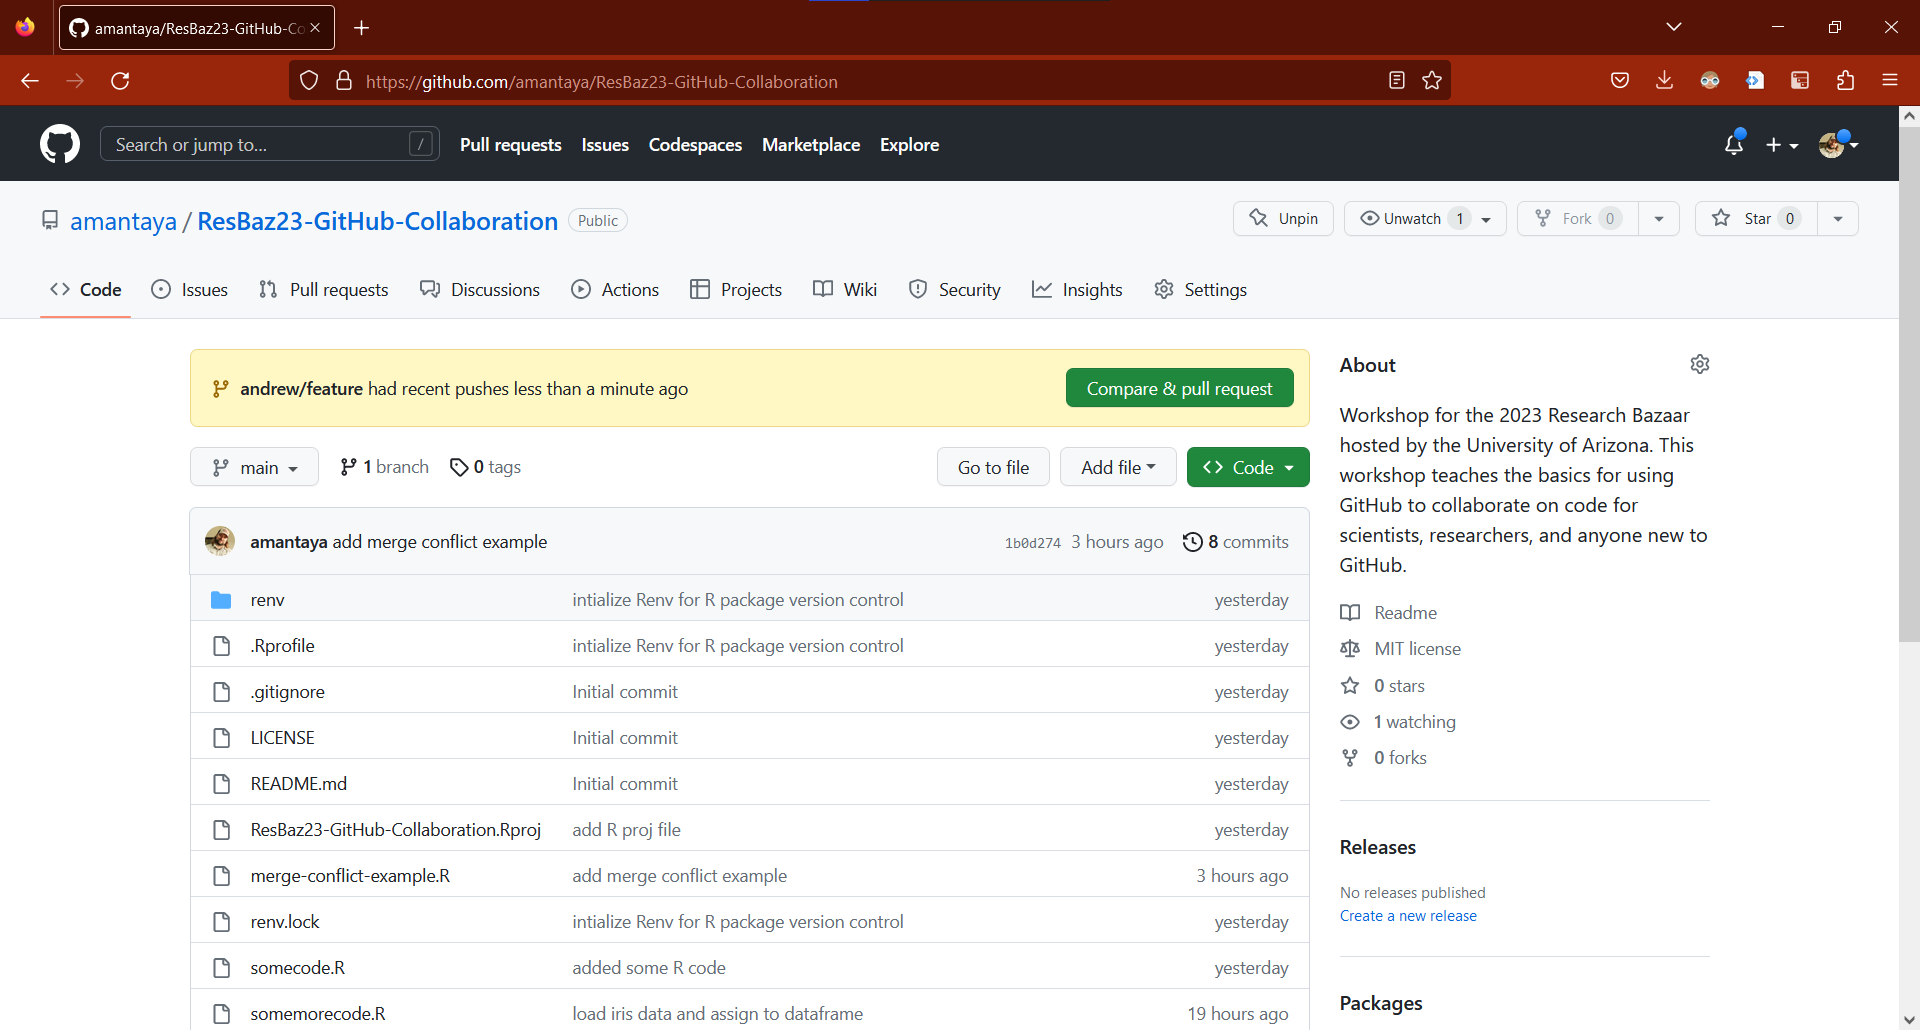 amantaya/ResBaz23-GitHub-Co
https://github.com/amantaya/ResBaz23-GitHub-Collaboration
Search or jump to... /
Pull requests Issues Codespaces Marketplace Explore
amantaya / ResBaz23-GitHub-Collaboration Public
Unpin Unwatch 1 Fork 0 Star 0
Code Issues Pull requests Discussions Actions Projects Wiki Security Insights Settings
andrew/feature had recent pushes less than a minute ago Compare & pull request
main 1 branch 0 tags Go to file Add file Code
amantaya add merge conflict example 1b0d274 3 hours ago 8 commits
renv intialize Renv for R package version control yesterday
.Rprofile intialize Renv for R package version control yesterday
.gitignore Initial commit yesterday
LICENSE Initial commit yesterday
README.md Initial commit yesterday
ResBaz23-GitHub-Collaboration.Rproj add R proj file yesterday
merge-conflict-example.R add merge conflict example 3 hours ago
renv.lock intialize Renv for R package version control yesterday
somecode.R added some R code yesterday
somemorecode.R load iris data and assign to dataframe 19 hours ago
About
Workshop for the 2023 Research Bazaar
hosted by the University of Arizona. This
workshop teaches the basics for using
GitHub to collaborate on code for
scientists, researchers, and anyone new to
GitHub.
Readme
MIT license
0 stars
1 watching
0 forks
Releases
No releases published
Create a new release
Packages